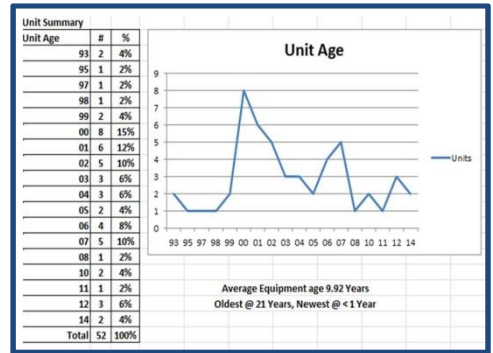 Unit Summary
Unit Age # %
93 2 4%
95 1 2%
97 1 2%
98 1 2%
99 2 4%
00 8 15%
01 6 12%
02 5 10%
03 3 6%
04 3 6%
05 2 4%
06 4 8%
07 5 10%
08 1 2%
10 2 4%
11 1 2%
12 3 6%
14 2 4%
Total 52 100%
Unit Age
9
8
7
6
5
4
3
2
1
0
93 95 97 98 99 00 01 02 03 04 05 06 07 08 10 11 12 14
Units
Average Equipment age 9.92 Years
Oldest @ 21 Years, Newest @ < 1 Year